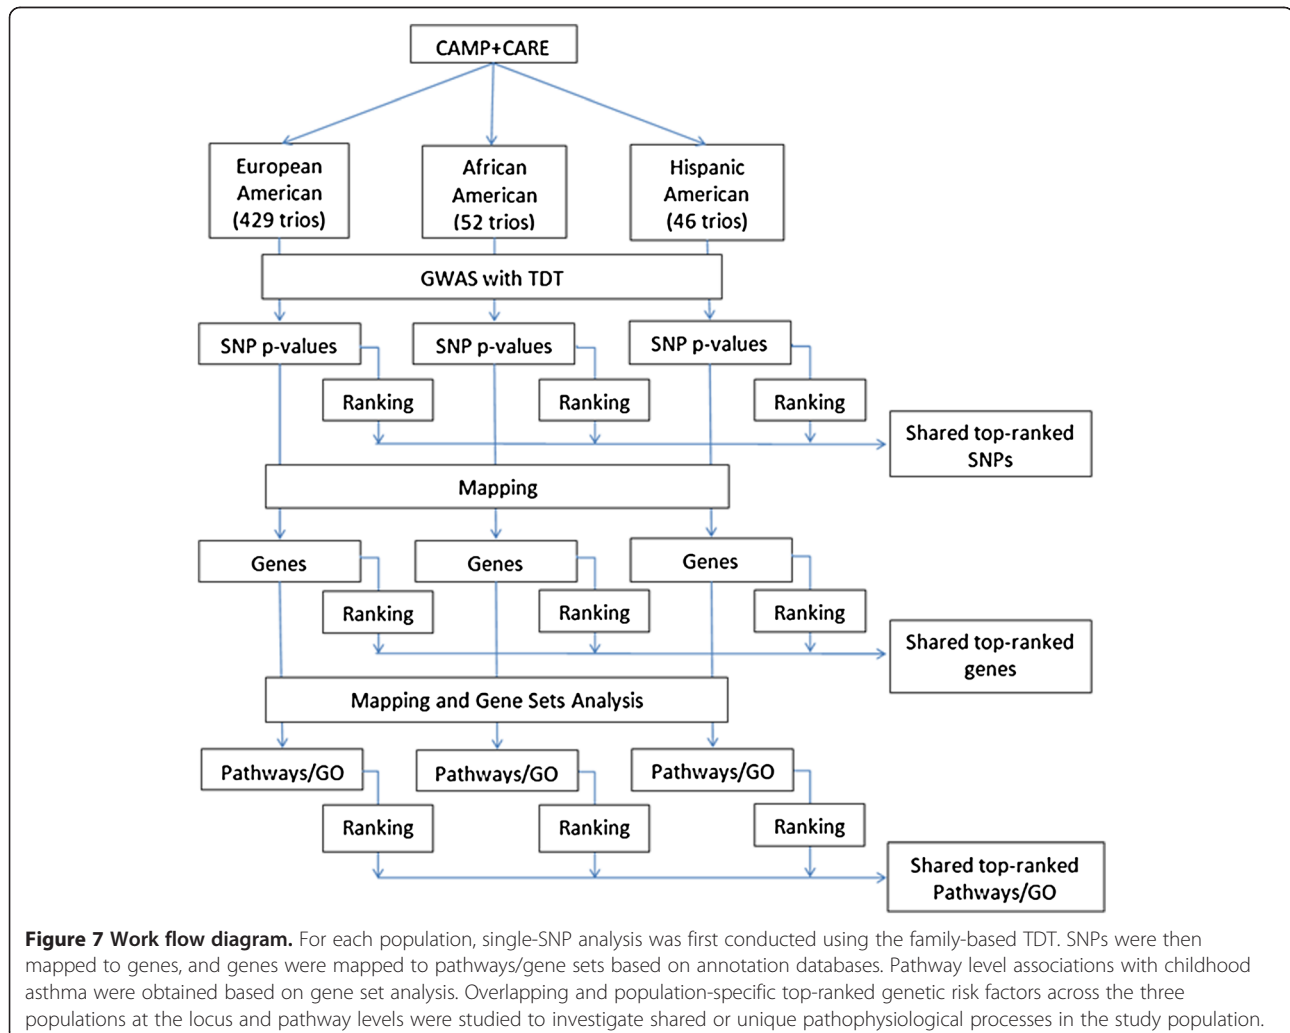 CAMP+CARE
European
American
(429 trios)
African
American
(52 trios)
Hispanic
American
(46 trios)
GWAS with TDT
SNP p-values
SNP p-values
SNP p-values
Ranking
Ranking
Ranking
Shared top-ranked
SNPs
Mapping
Genes
Genes
Genes
Ranking
Ranking
Ranking
Shared top-ranked
genes
Mapping and Gene Sets Analysis
Pathways/GO
Pathways/GO
Pathways/GO
Ranking
Ranking
Ranking
Shared top-ranked
Pathways/GO
Figure 7 Work flow diagram. For each population, single-SNP analysis was first conducted using the family-based TDT. SNPs were then
mapped to genes, and genes were mapped to pathways/gene sets based on annotation databases. Pathway level associations with childhood
asthma were obtained based on gene set analysis. Overlapping and population-specific top-ranked genetic risk factors across the three
populations at the locus and pathway levels were studied to investigate shared or unique pathophysiological processes in the study population.